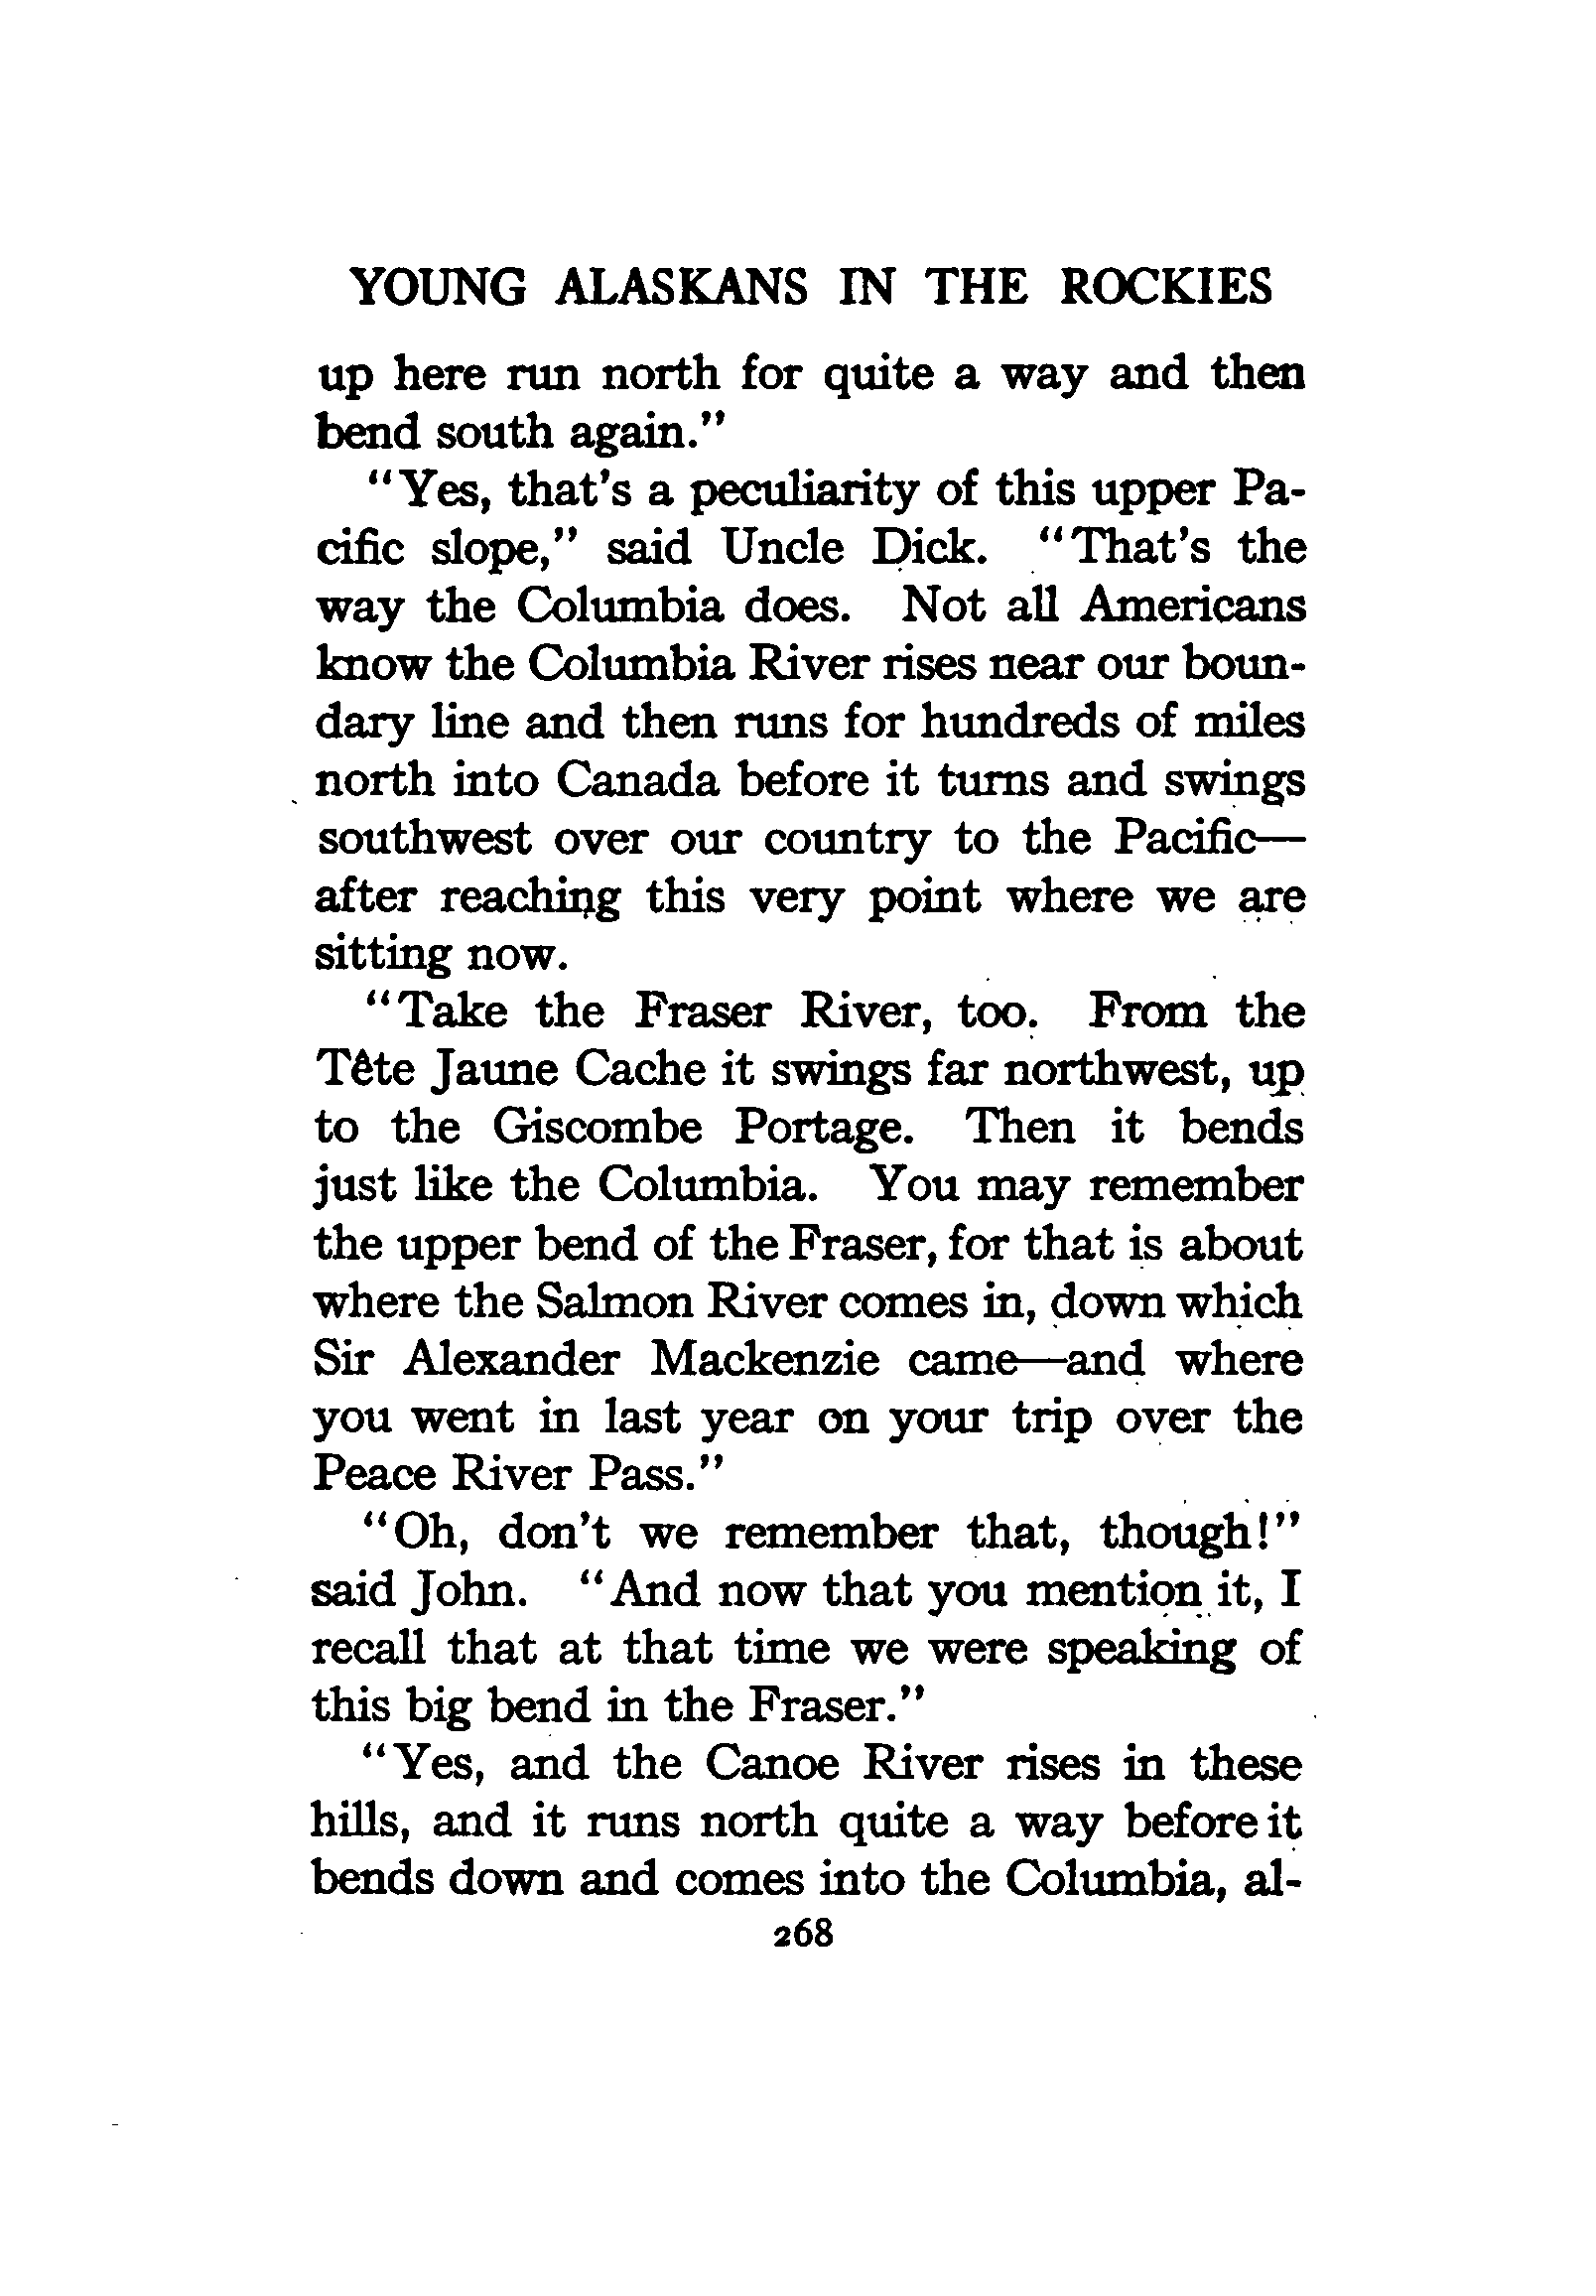 YOUNG ALASKANS IN THE ROCKIES
up here run north for quite a way and then
bend south again.”
“Yes, that’s a peculiarity of this upper Pa-
cific slope,” said Uncle Dick. “That’s the
way the Columbia does. Not all Americans
know the Columbia River rises near our boun-
dary line and then runs for hundreds of miles
north into Canada before it turns and swings
southwest over our country to the Pacific—
after reaching this very point where we are
sitting now.
“Take the Fraser River, too. From the
Tête Jaune Cache it swings far northwest, up
to the Giscombe Portage. Then it bends
just like the Columbia. You may remember
the upper bend of the Fraser, for that is about
where the Salmon River comes in, down which
Sir Alexander Mackenzie came—and where
you went in last year on your trip over the
Peace River Pass.”
“Oh, don’t we remember that, though!”
said John. “And now that you mention it, I
recall that at that time we were speaking of
this big bend in the Fraser.”
“Yes, and the Canoe River rises in these
hills, and it runs north quite a way before it
bends down and comes into the Columbia, al-
268